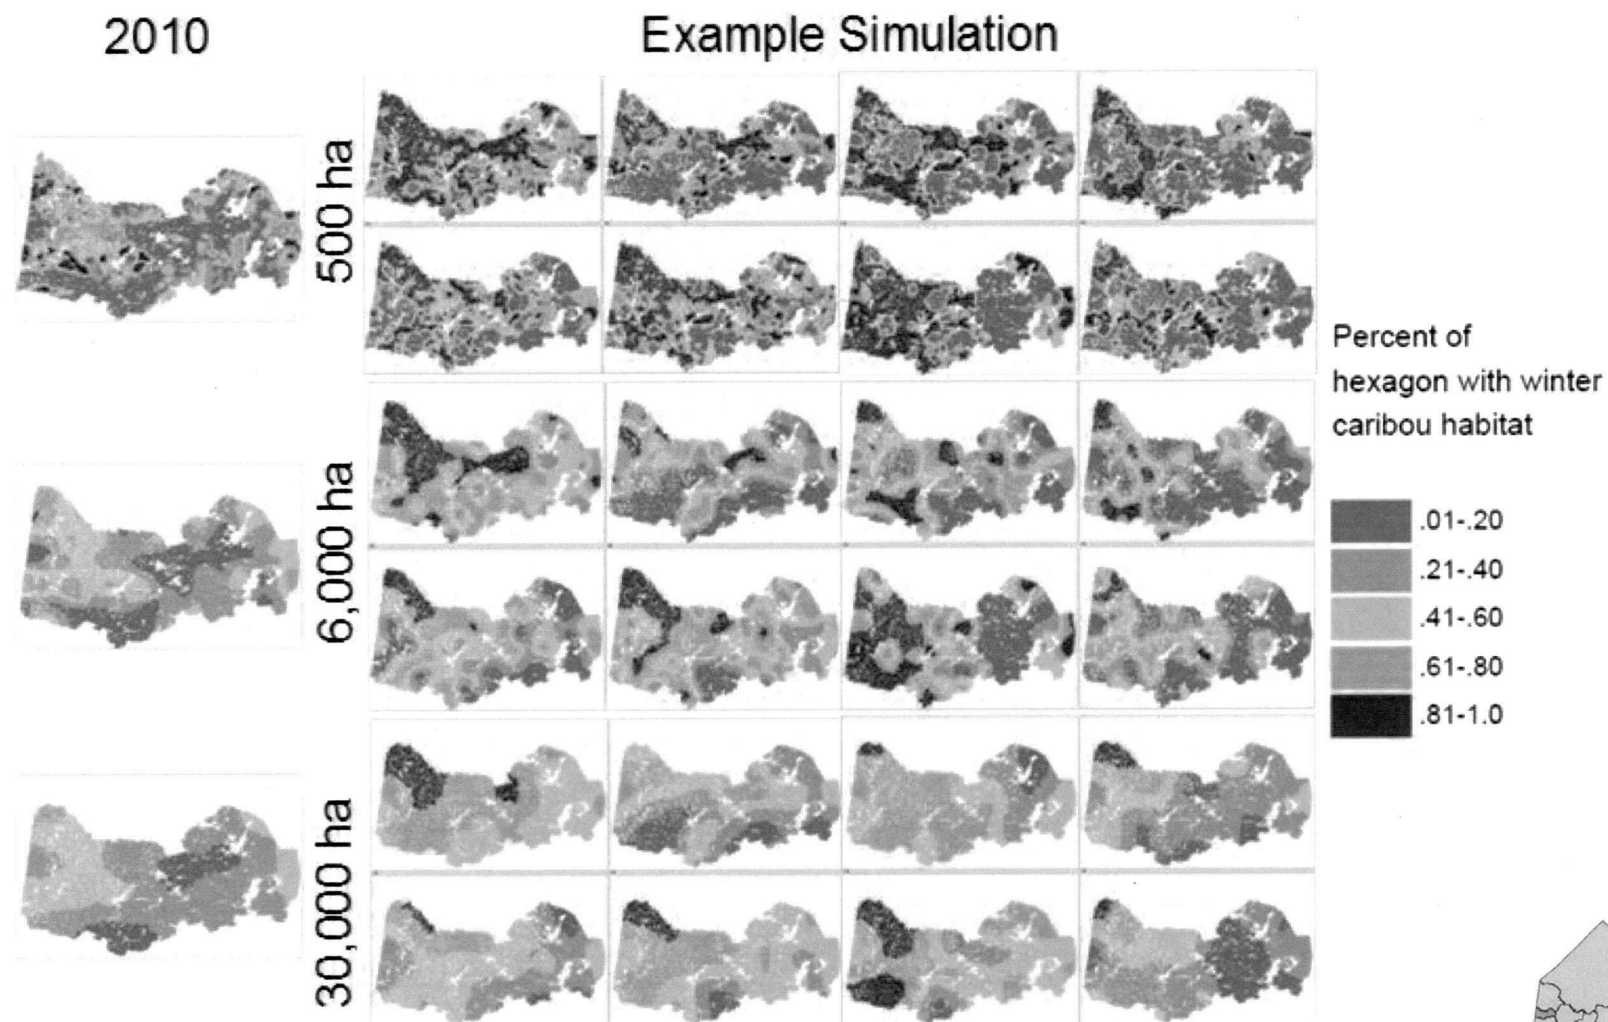 2010
Example Simulation
500 ha
6,000 ha
30,000 ha
Percent of
hexagon with winter
caribou habitat
.01-.20
.21-.40
.41-.60
.61-.80
.81-1.0